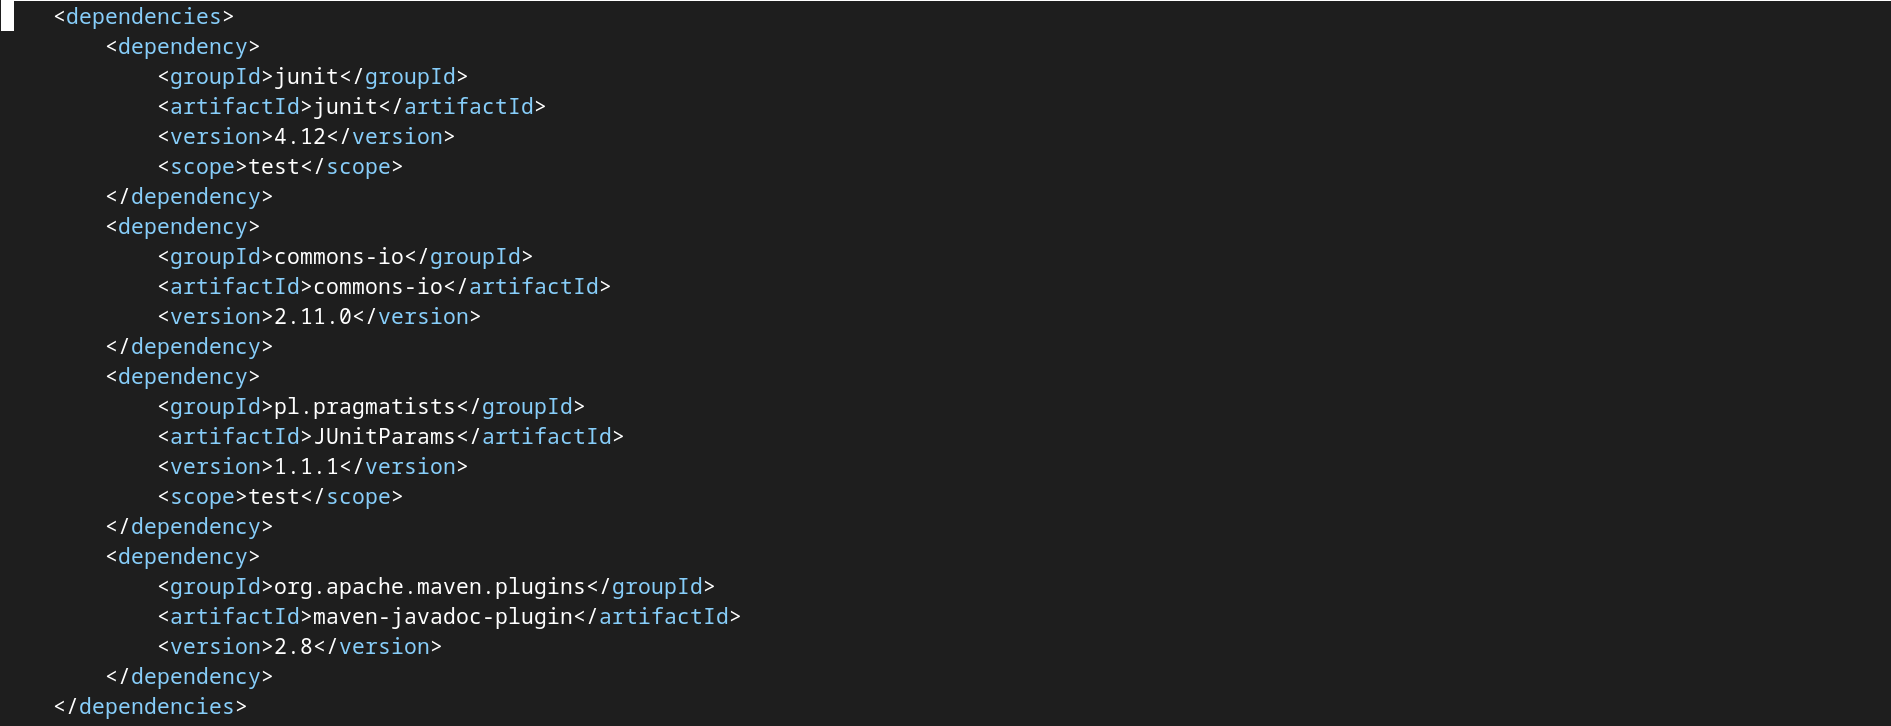 <dependencies>
    <dependency>
        <groupId>junit</groupId>
        <artifactId>junit</artifactId>
        <version>4.12</version>
        <scope>test</scope>
    </dependency>
    <dependency>
        <groupId>commons-io</groupId>
        <artifactId>commons-io</artifactId>
        <version>2.11.0</version>
    </dependency>
    <dependency>
        <groupId>pl.pragmatists</groupId>
        <artifactId>JUnitParams</artifactId>
        <version>1.1.1</version>
        <scope>test</scope>
    </dependency>
    <dependency>
        <groupId>org.apache.maven.plugins</groupId>
        <artifactId>maven-javadoc-plugin</artifactId>
        <version>2.8</version>
    </dependency>
</dependencies>